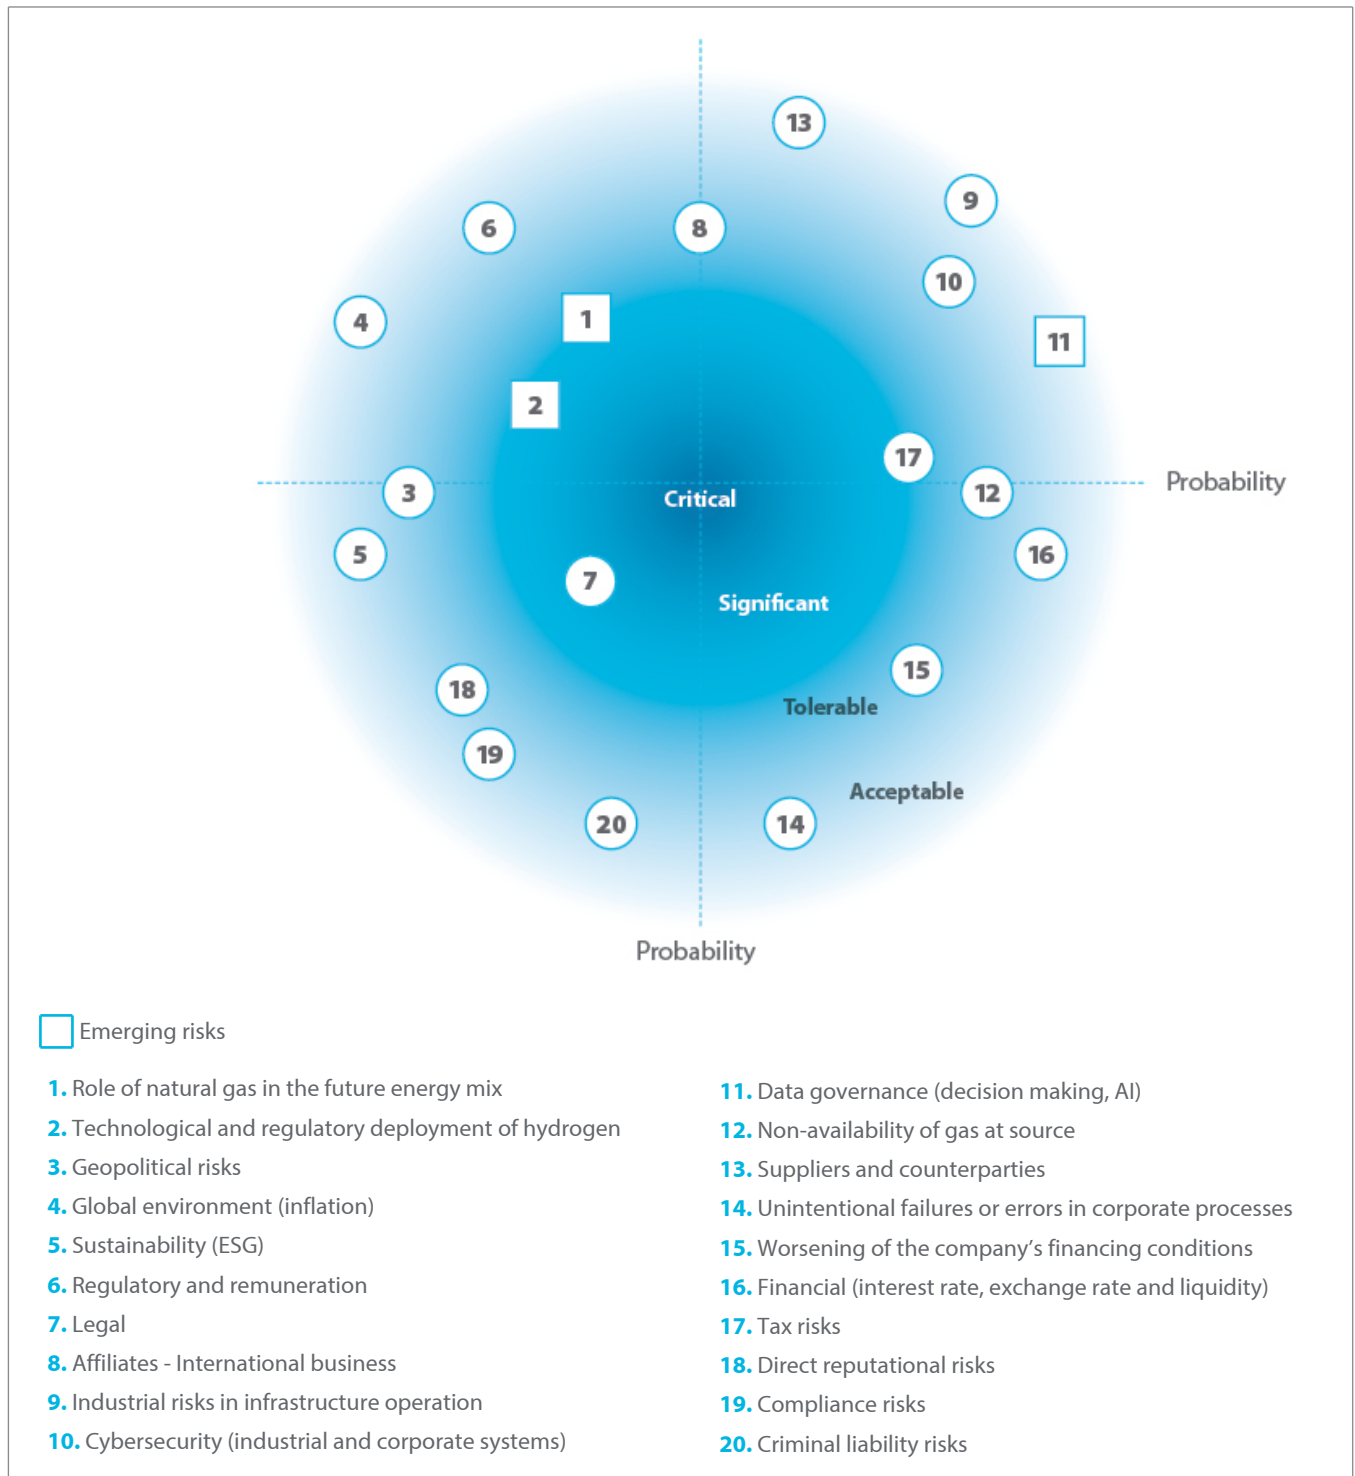 13
9
6
8
10
4
1
11
2
17
Probability
3
12
Critical
5
16
7
Significant
15
18
Tolerable
19
Acceptable
20
14
Probability
Emerging risks
1. Role of natural gas in the future energy mix
2. Technological and regulatory deployment of hydrogen
3. Geopolitical risks
4. Global environment (inflation)
5. Sustainability (ESG)
6. Regulatory and remuneration
7. Legal
8. Affiliates - International business
9. Industrial risks in infrastructure operation
10. Cybersecurity (industrial and corporate systems)
11. Data governance (decision making, AI)
12. Non-availability of gas at source
13. Suppliers and counterparties
14. Unintentional failures or errors in corporate processes
15. Worsening of the company's financing conditions
16. Financial (interest rate, exchange rate and liquidity)
17. Tax risks
18. Direct reputational risks
19. Compliance risks
20. Criminal liability risks